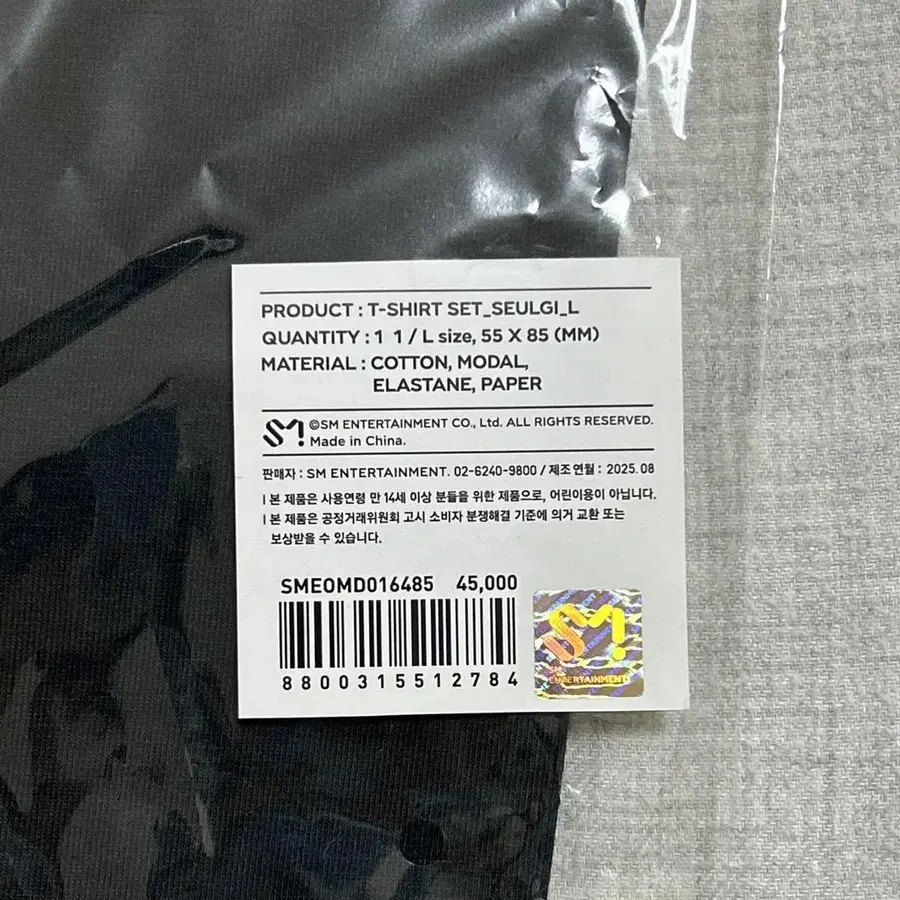 PRODUCT : T-SHIRT SET_SEULGI_L
QUANTITY : 1 1 / L size, 55 X 85 (MM)
MATERIAL : COTTON, MODAL,
ELASTANE, PAPER
SM! ©SM ENTERTAINMENT CO., Ltd. ALL RIGHTS RESERVED.
Made in China.
판매자 : SM ENTERTAINMENT. 02-6240-9800 / 제조 연월 : 2025.08
l 본 제품은 사용연령 만 14세 이상 분들을 위한 제품으로, 어린이용이 아닙니다.
l 본 제품은 공정거래위원회 고시 소비자 분쟁해결 기준에 의거 교환 또는
보상받을 수 있습니다.
SMEOMD016485 45,000
8800315512784
SM!
SM
ENTERTAINMENT